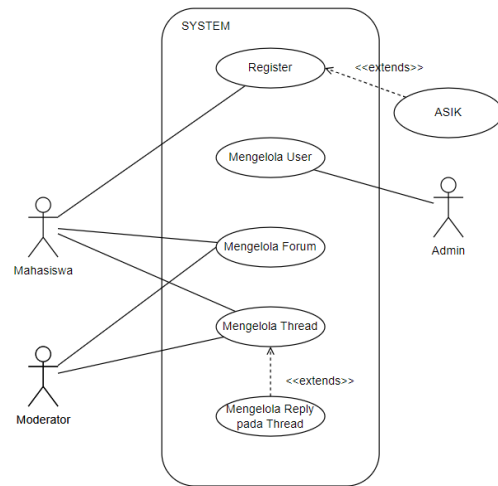 SYSTEM
Register
<<extends>>
ASIK
Mengelola User
Mahasiswa
Mengelola Forum
Admin
Mengelola Thread
<<extends>>
Moderator
Mengelola Reply
pada Thread